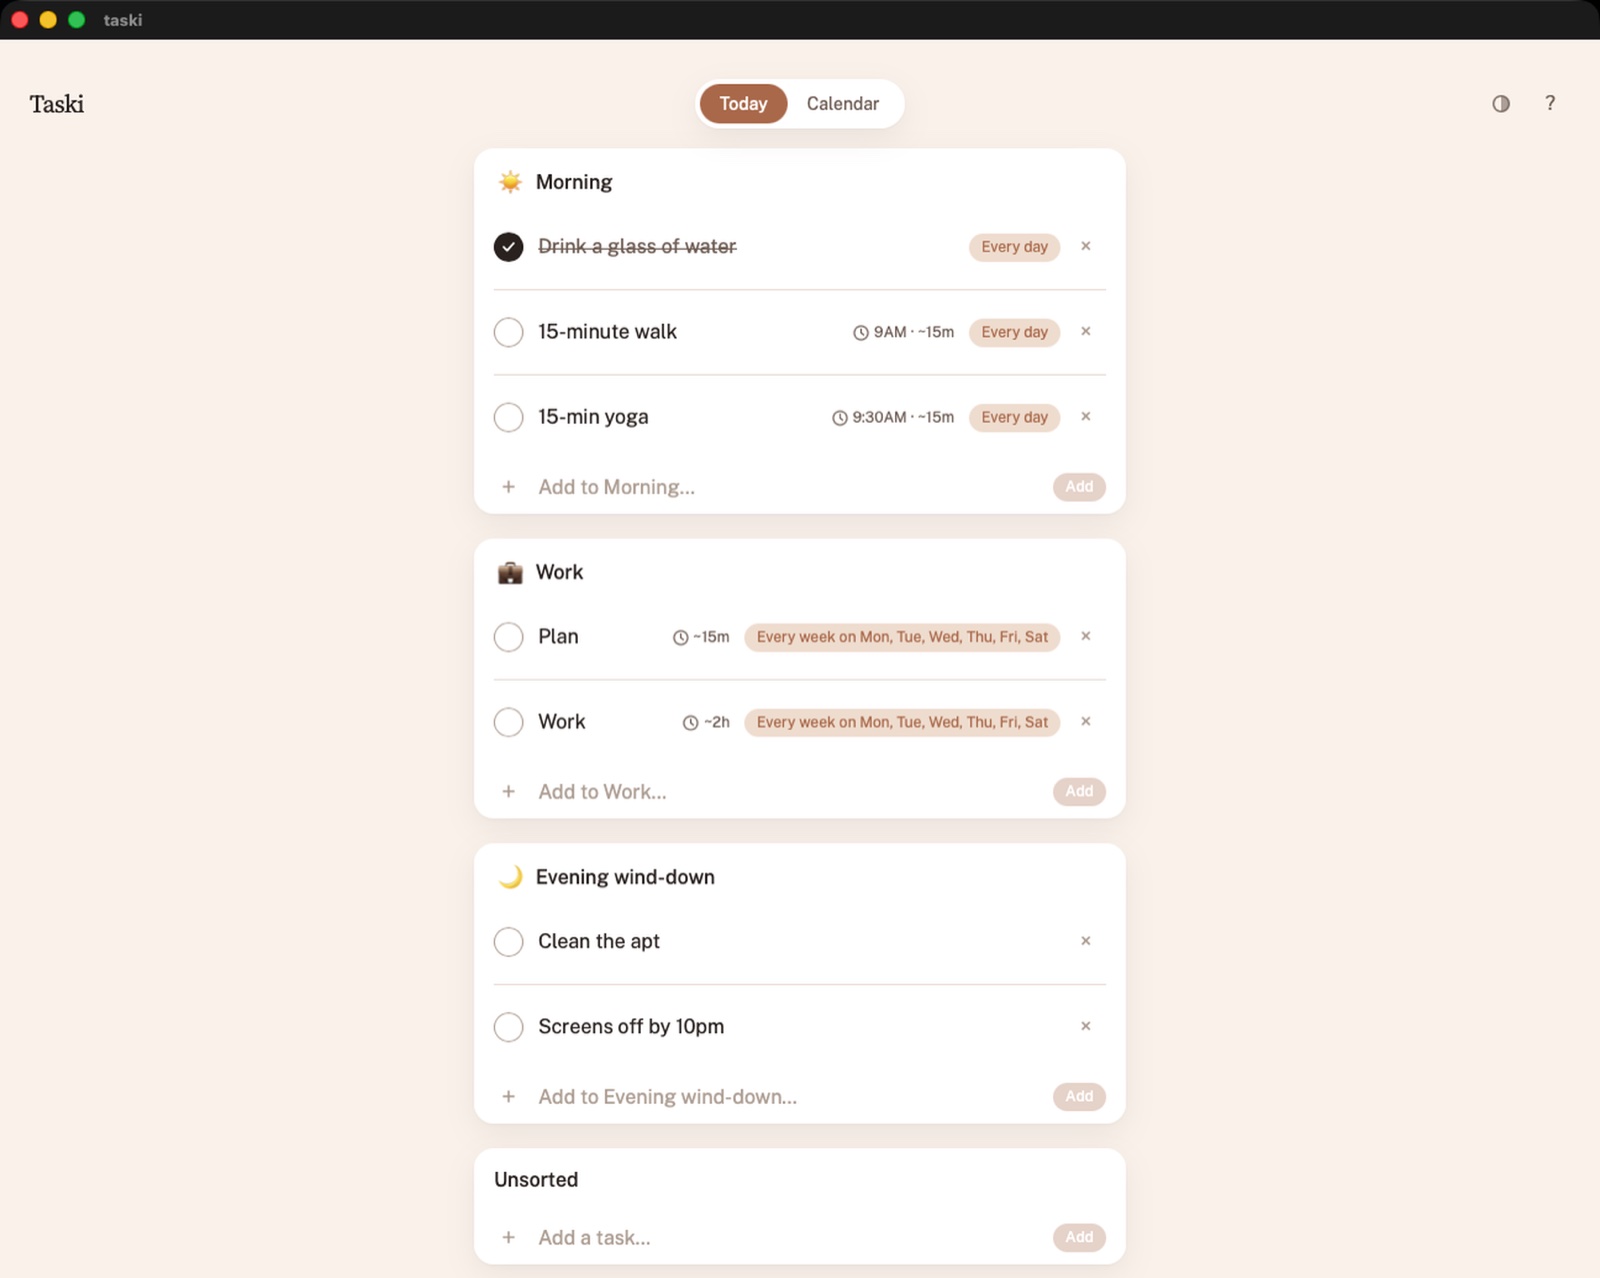 taski
Taski
Today Calendar
?
Morning
Drink a glass of water Every day ×
15-minute walk 9AM · ~15m Every day ×
15-min yoga 9:30AM · ~15m Every day ×
+ Add to Morning... Add
Work
Plan ~15m Every week on Mon, Tue, Wed, Thu, Fri, Sat ×
Work ~2h Every week on Mon, Tue, Wed, Thu, Fri, Sat ×
+ Add to Work... Add
Evening wind-down
Clean the apt ×
Screens off by 10pm ×
+ Add to Evening wind-down... Add
Unsorted
+ Add a task... Add